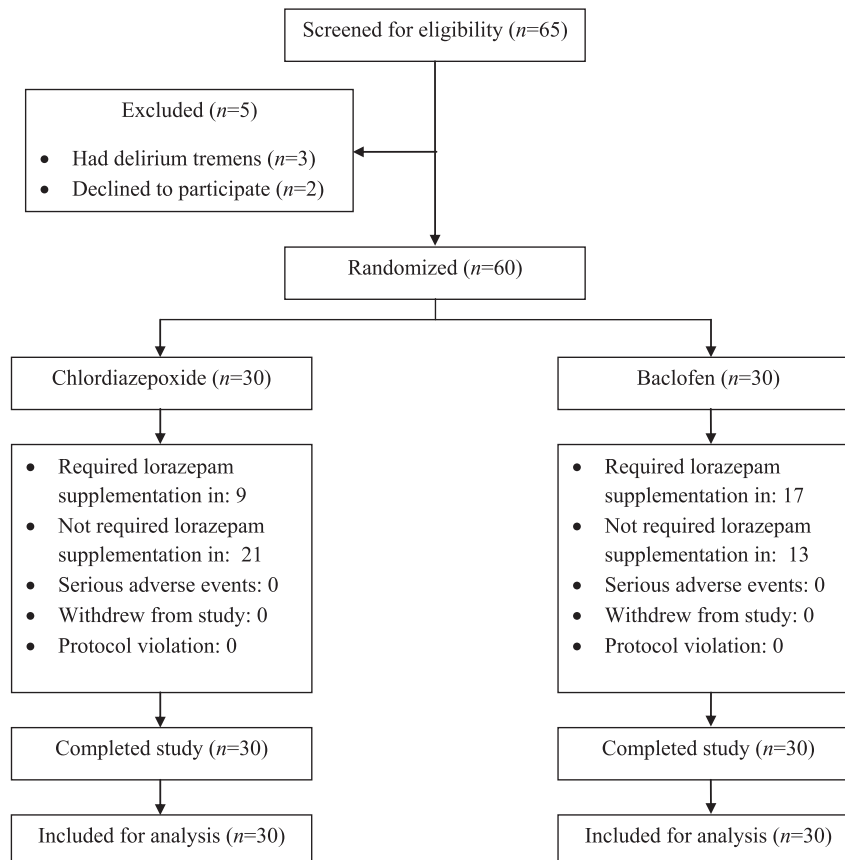 Screened for eligibility (n=65)
Excluded (n=5)
• Had delirium tremens (n=3)
• Declined to participate (n=2)
Randomized (n=60)
Chlordiazepoxide (n=30)
• Required lorazepam
supplementation in: 9
• Not required lorazepam
supplementation in: 21
• Serious adverse events: 0
• Withdrew from study: 0
• Protocol violation: 0
Completed study (n=30)
Included for analysis (n=30)
Baclofen (n=30)
• Required lorazepam
supplementation in: 17
• Not required lorazepam
supplementation in: 13
• Serious adverse events: 0
• Withdrew from study: 0
• Protocol violation: 0
Completed study (n=30)
Included for analysis (n=30)